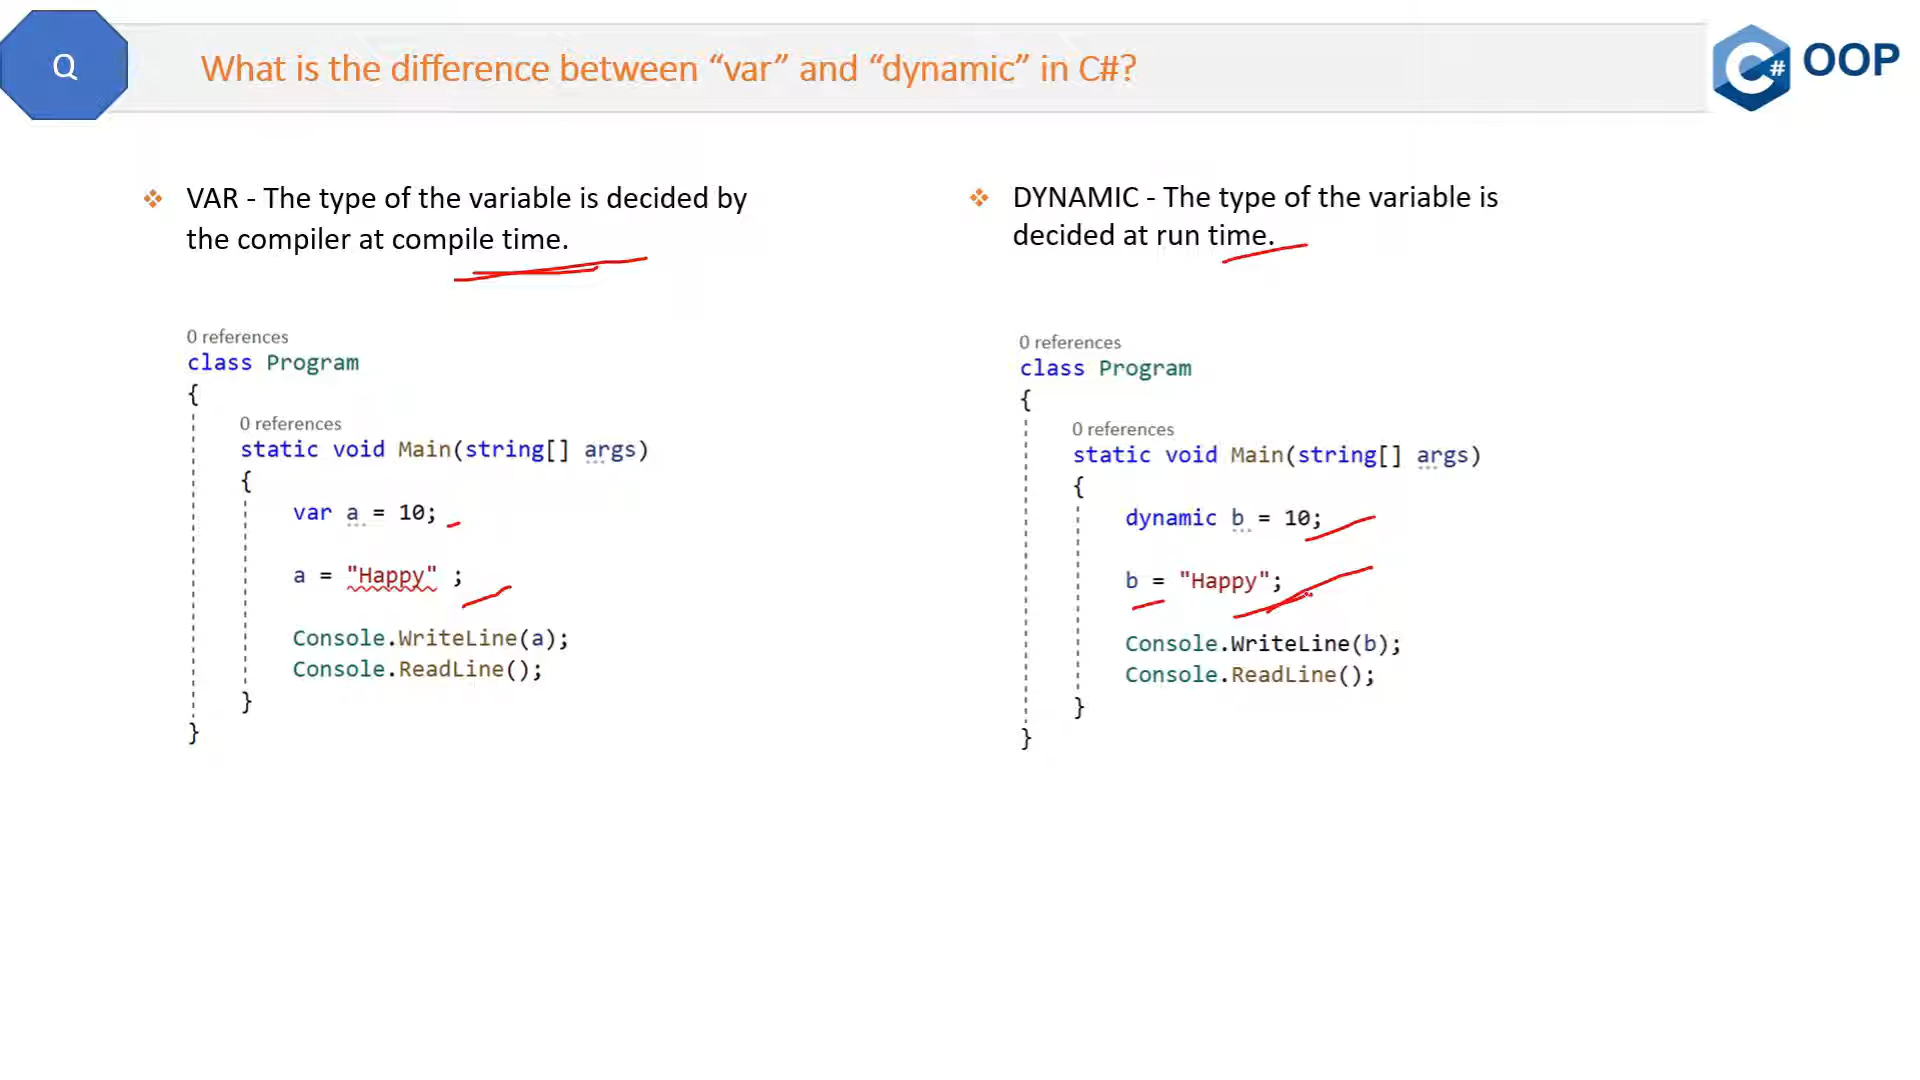 Q
What is the difference between “var” and “dynamic” in C#?
C# OOP
VAR - The type of the variable is decided by
the compiler at compile time.
0 references
class Program
{
0 references
static void Main(string[] args)
{
var a = 10;
a = "Happy" ;
Console.WriteLine(a);
Console.ReadLine();
}
}
DYNAMIC - The type of the variable is
decided at run time.
0 references
class Program
{
0 references
static void Main(string[] args)
{
dynamic b = 10;
b = "Happy";
Console.WriteLine(b);
Console.ReadLine();
}
}